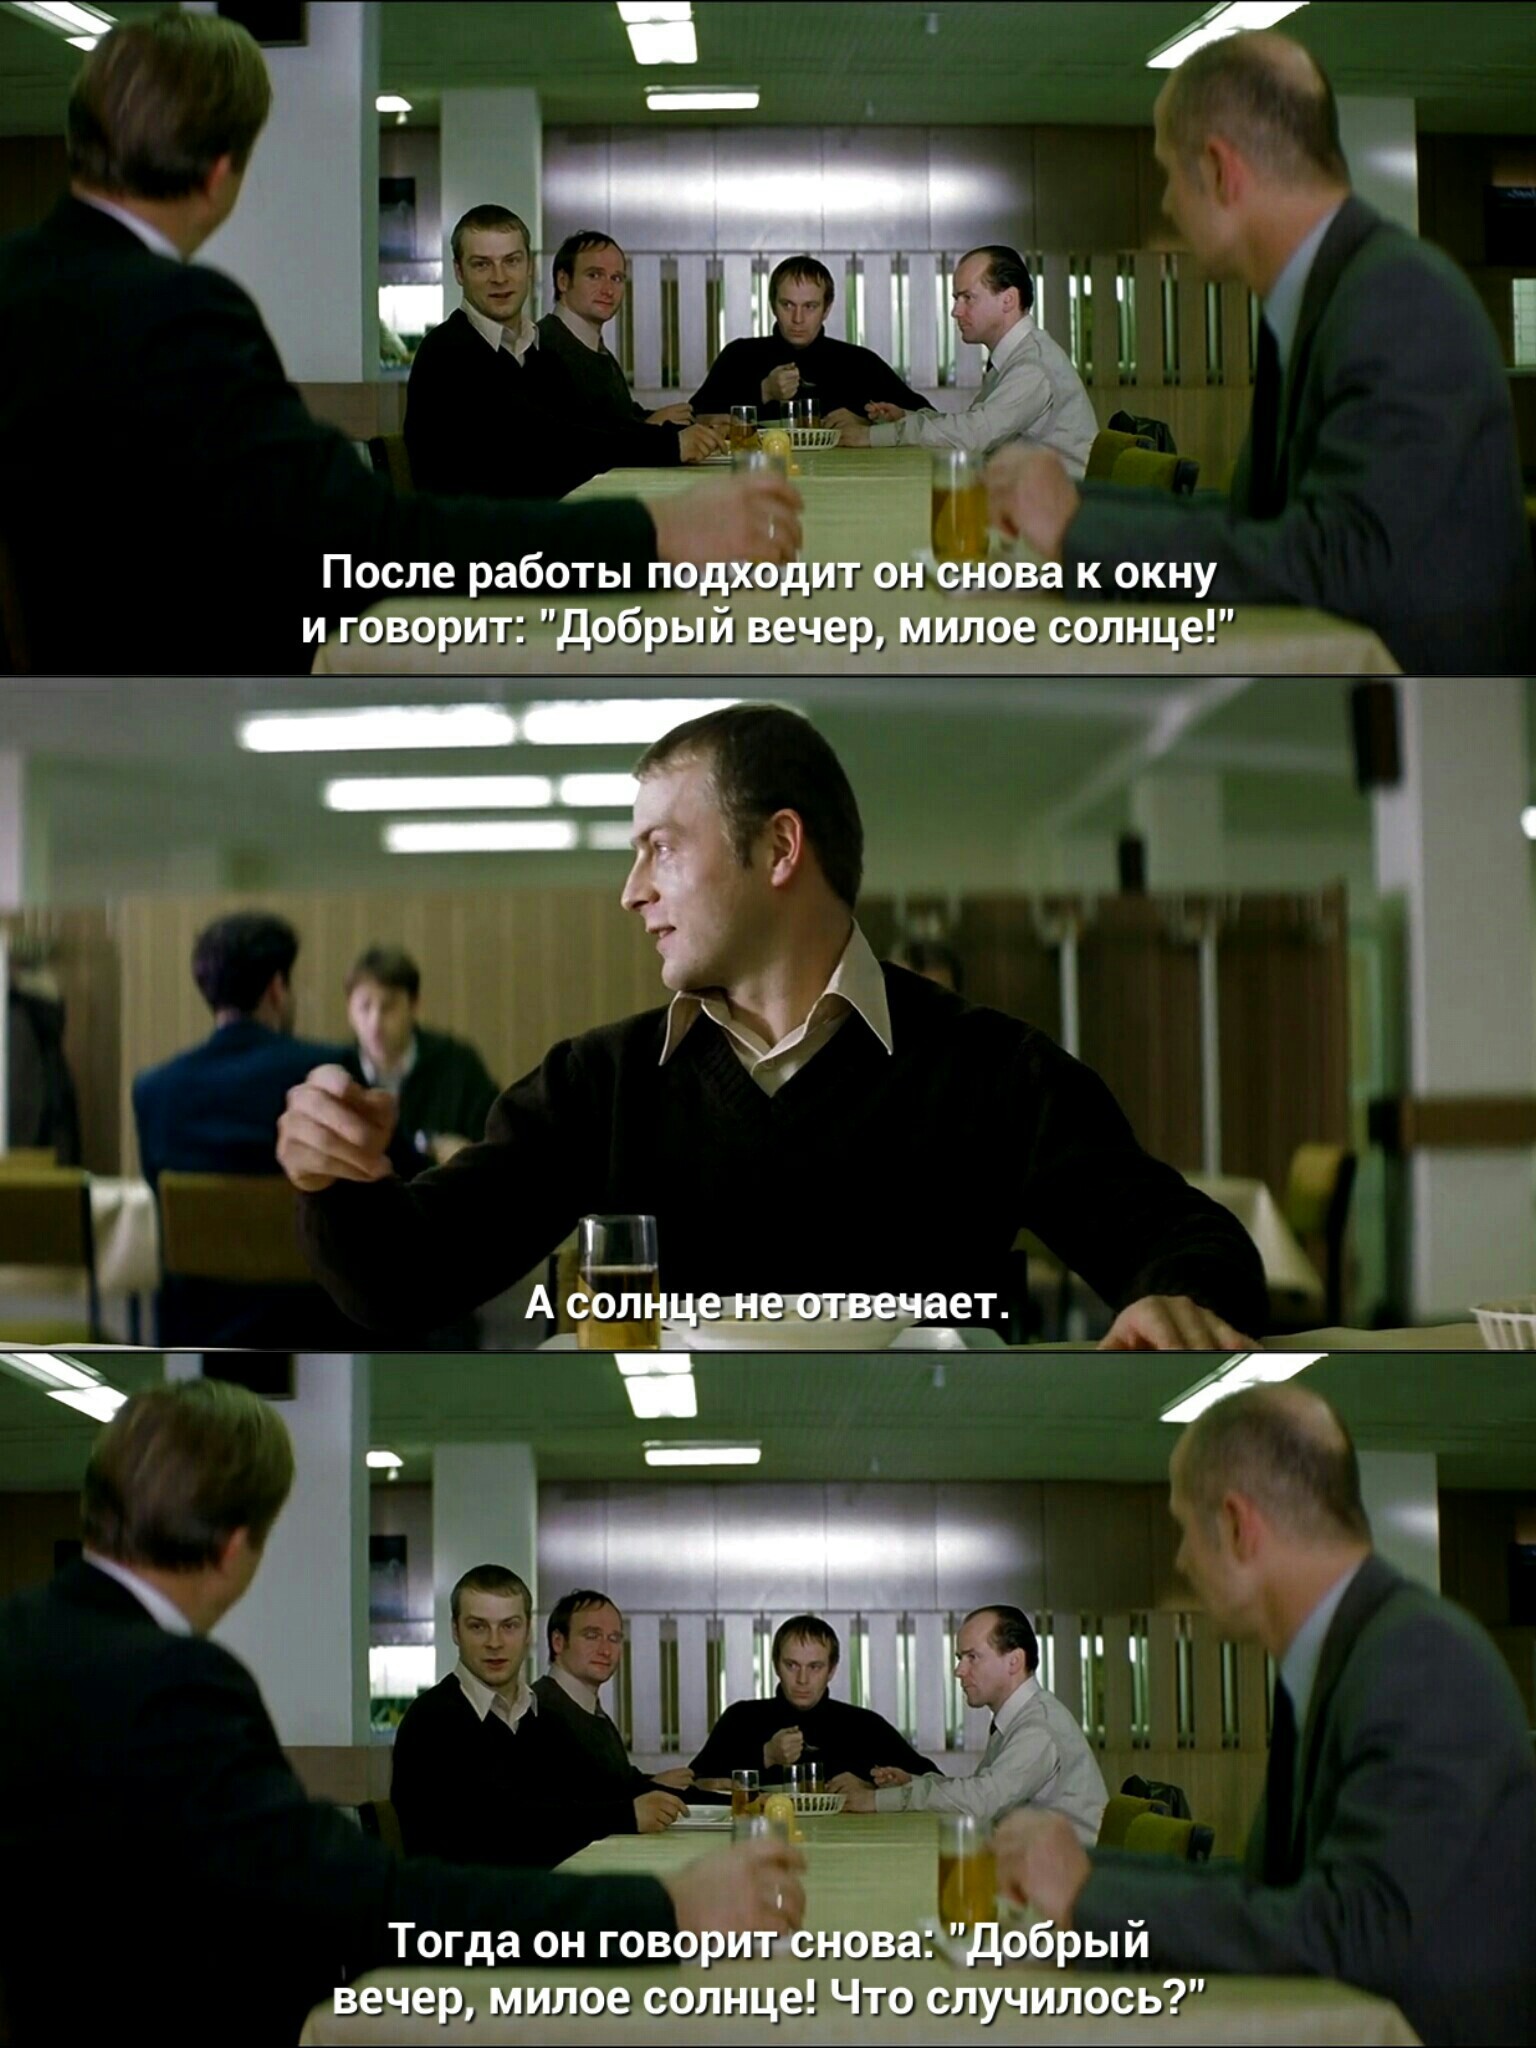 После работы подходит он снова к окну
и говорит: "Добрый вечер, милое солнце!"
А солнце не отвечает.
Тогда он говорит снова: "Добрый
вечер, милое солнце! Что случилось?"